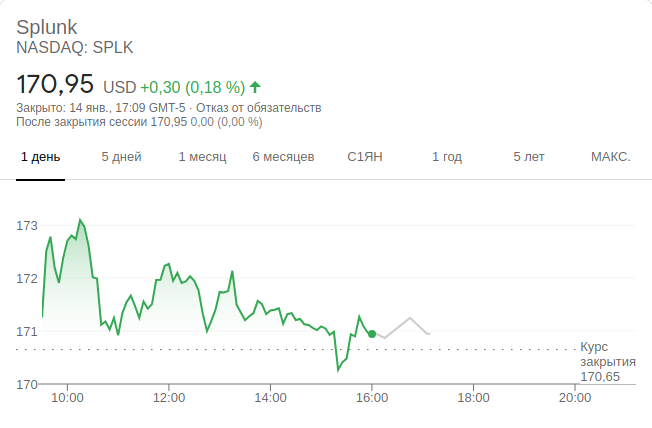 Splunk
NASDAQ: SPLK
170,95 USD +0,30 (0,18 %)
Закрыто: 14 янв., 17:09 GMT-5 · Отказ от обязательств
После закрытия сессии 170,95 0,00 (0,00 %)
1 день 5 дней 1 месяц 6 месяцев С1ЯН 1 год 5 лет МАКС.
173
172
171
Курс
закрытия
170,65
170
10:00 12:00 14:00 16:00 18:00 20:00